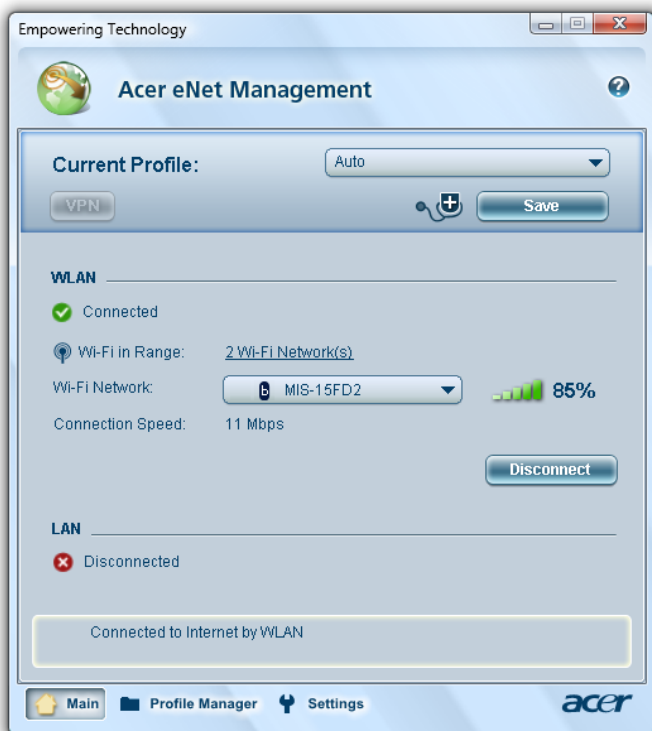 Empowering Technology
Acer eNet Management
Current Profile: Auto
VPN Save
WLAN
Connected
Wi-Fi in Range: 2 Wi-Fi Network(s)
Wi-Fi Network: b MIS-15FD2 85%
Connection Speed: 11 Mbps
Disconnect
LAN
Disconnected
Connected to Internet by WLAN
Main Profile Manager Settings acer